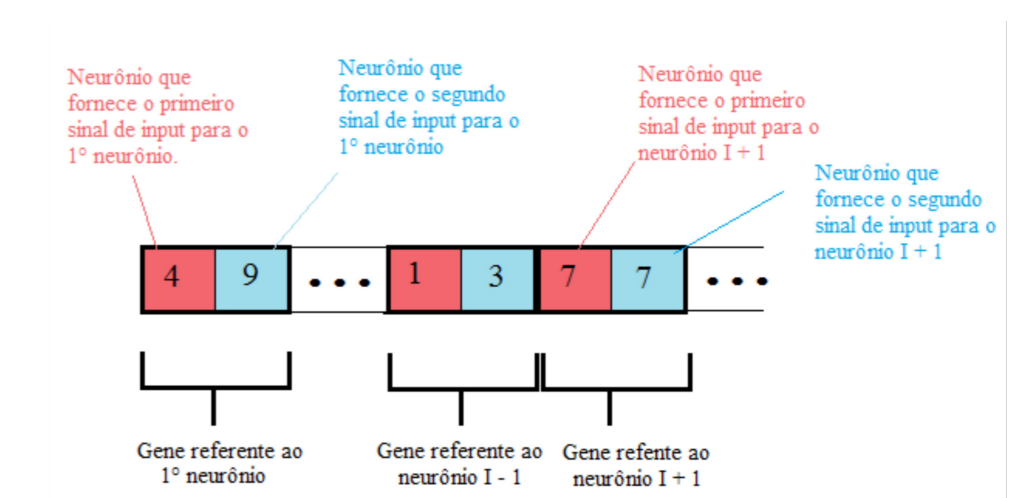 Neurônio que
fornece o primeiro
sinal de input para o
1° neurônio.
Neurônio que
fornece o segundo
sinal de input para o
1° neurônio
Neurônio que
fornece o primeiro
sinal de input para o
neurônio I + 1
Neurônio que
fornece o segundo
sinal de input para o
neurônio I + 1
4 9 ... 1 3 7 7 ...
Gene referente ao
1° neurônio
Gene referente ao
neurônio I - 1
Gene refente ao
neurônio I + 1